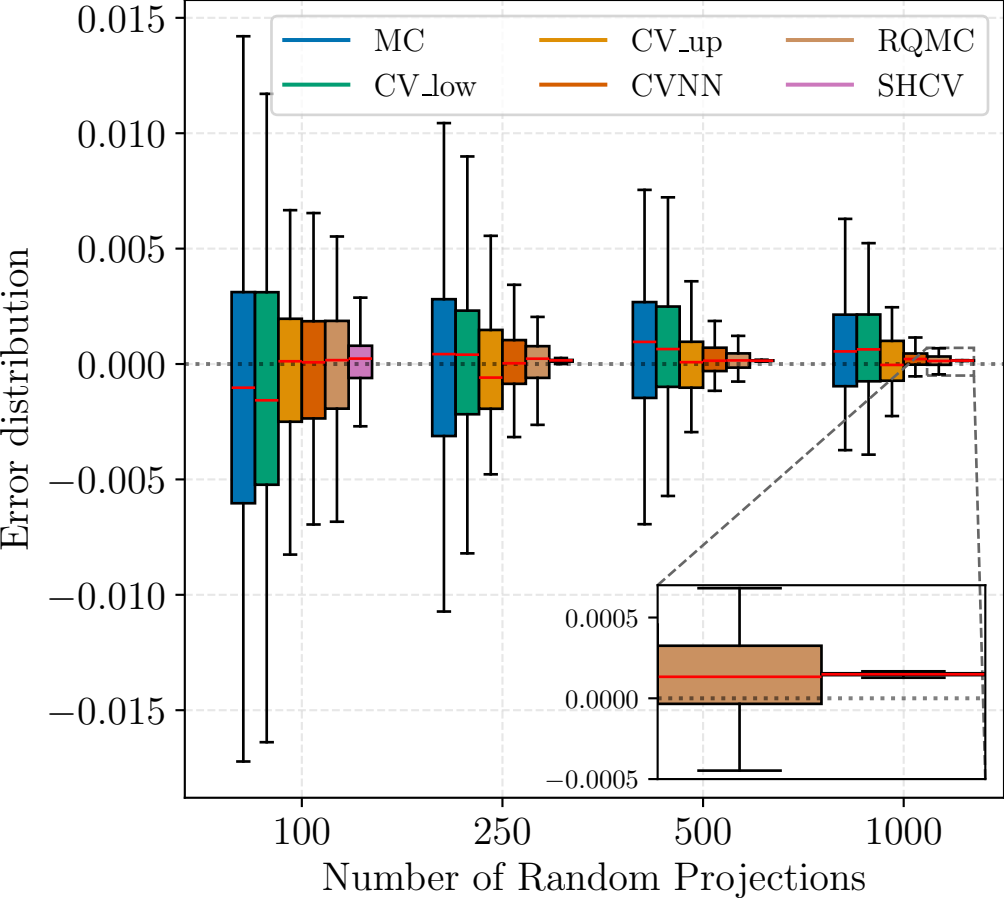 0.015
0.010
0.005
0.000
−0.005
−0.010
−0.015
Error distribution
MC
CV_low
CV_up
CVNN
RQMC
SHCV
0.0005
0.0000
−0.0005
100
250
500
1000
Number of Random Projections